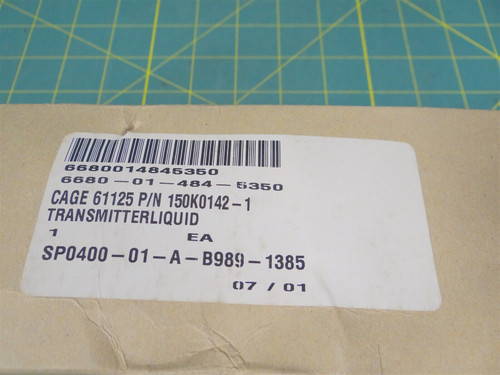 6680014845350
6680-01-484-5350
CAGE 61125 P/N 150K0142-1
TRANSMITTERLIQUID
1 EA
SP0400-01-A-B989-1385
07/01